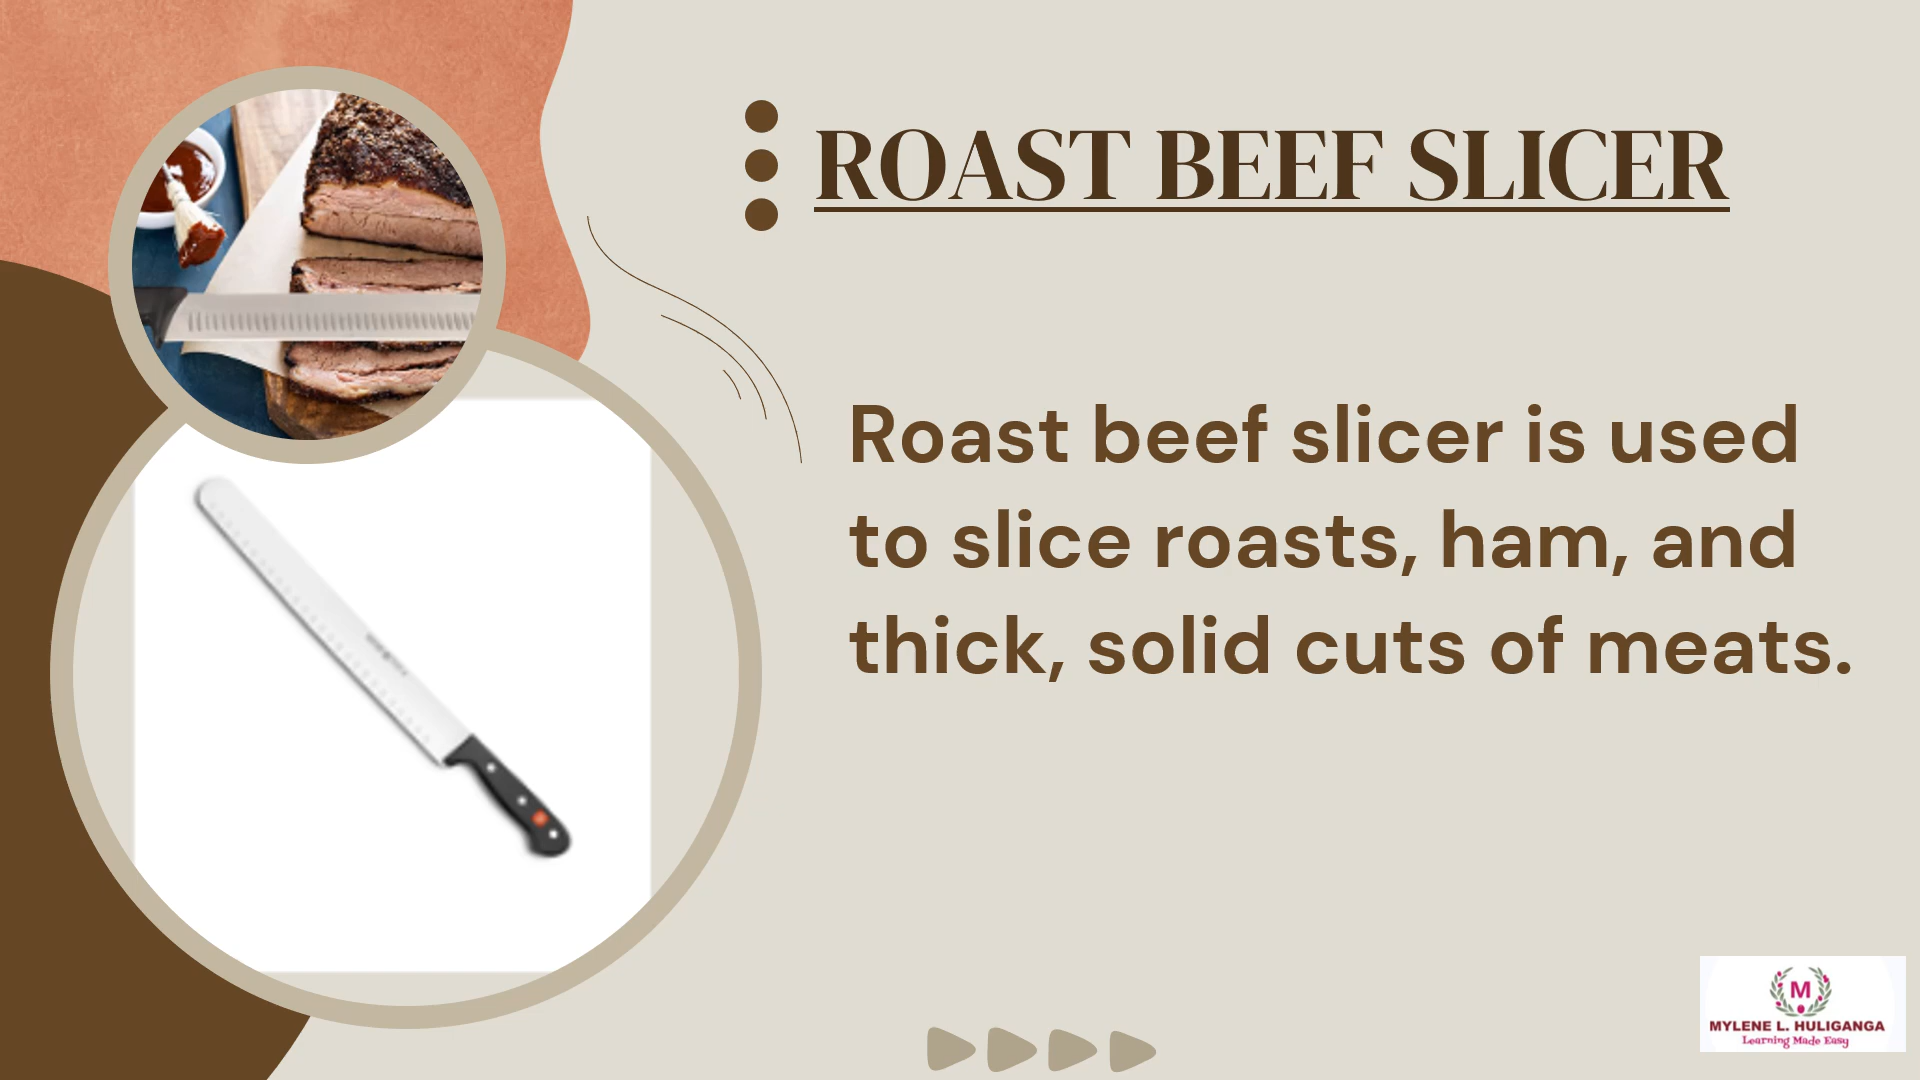 ROAST BEEF SLICER
Roast beef slicer is used
to slice roasts, ham, and
thick, solid cuts of meats.
M
MYLENE L. HULIGANGA
Learning Made Easy